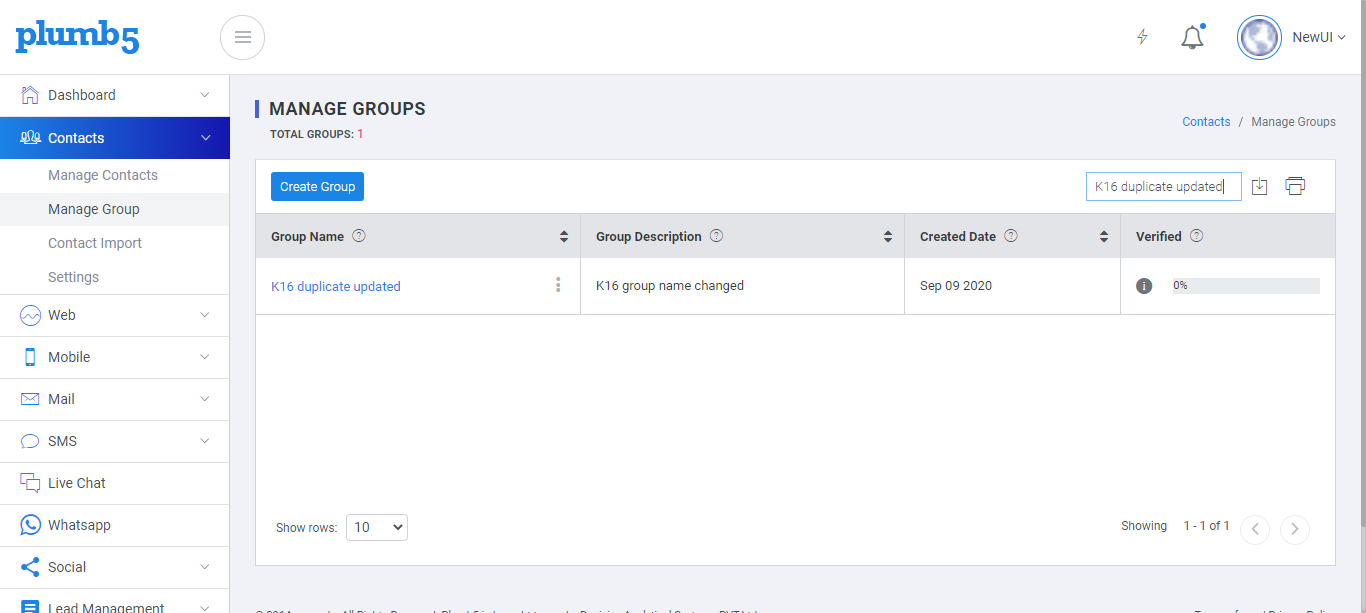 plumb5
NewUI
Dashboard
Contacts
Manage Contacts
Manage Group
Contact Import
Settings
Web
Mobile
Mail
SMS
Live Chat
Whatsapp
Social
Lead Management
MANAGE GROUPS
TOTAL GROUPS: 1
Contacts / Manage Groups
Create Group
K16 duplicate updated
Group Name ? Group Description ? Created Date ? Verified ?
K16 duplicate updated K16 group name changed Sep 09 2020 i 0%
Show rows: 10
Showing 1 - 1 of 1